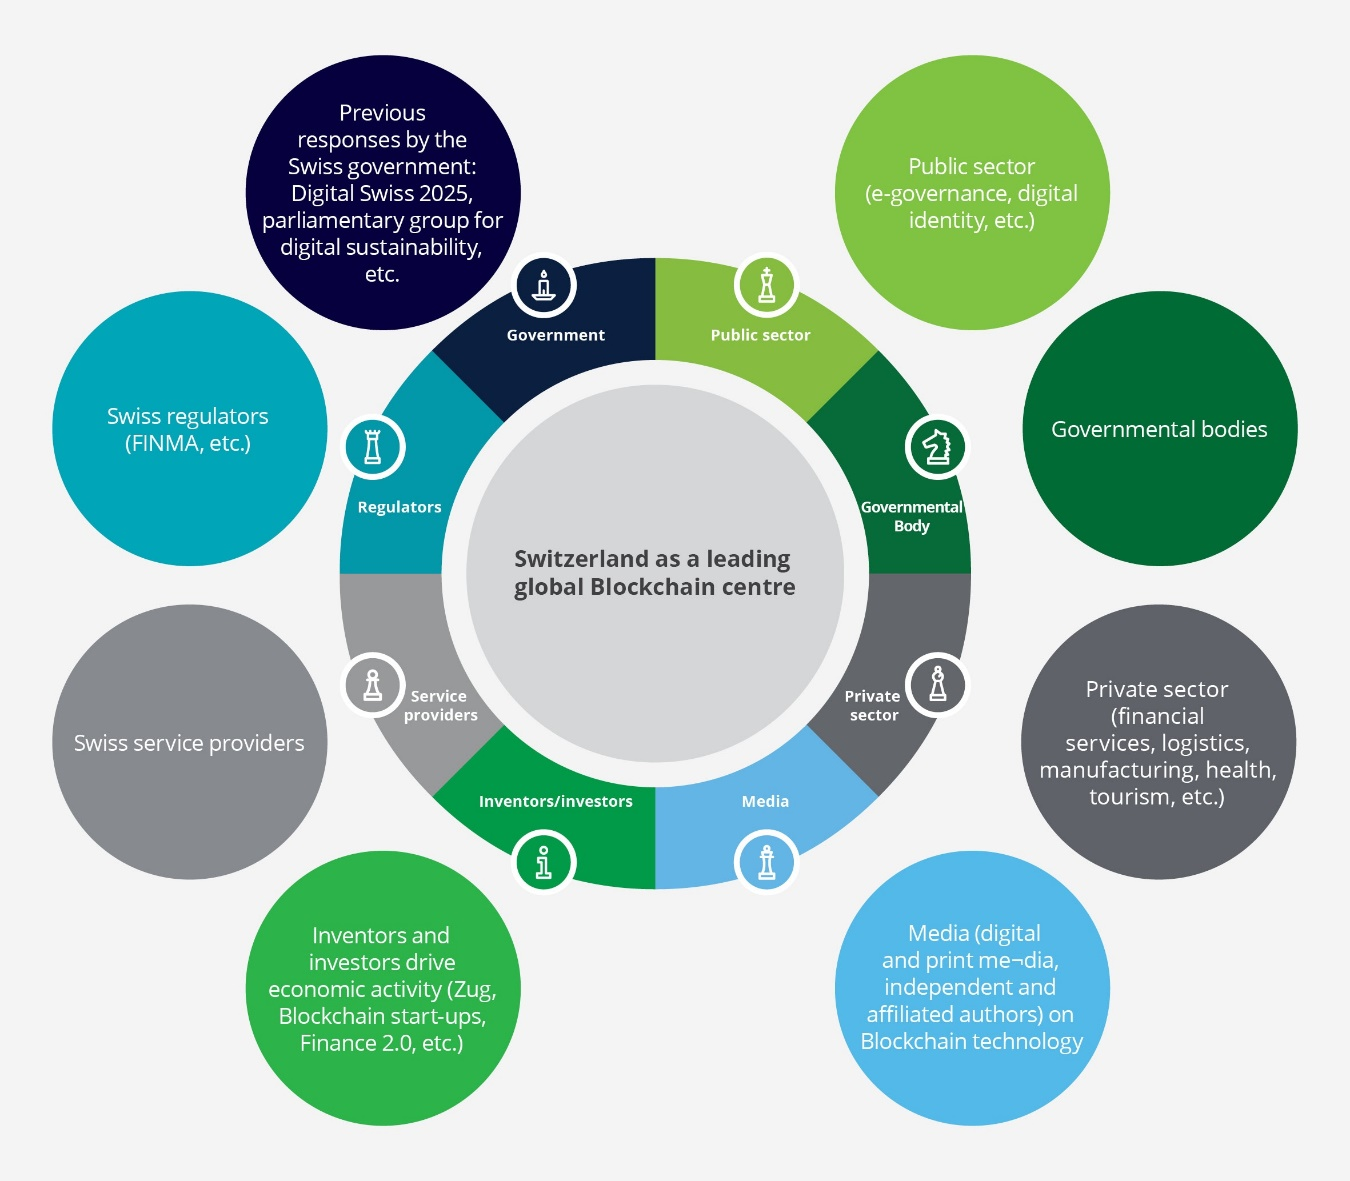 Previous
responses by the
Swiss government:
Digital Swiss 2025,
parliamentary group for
digital sustainability,
etc.
Public sector
(e-governance, digital
identity, etc.)
Government
Public sector
Swiss regulators
(FINMA, etc.)
Governmental bodies
Regulators
Governmental
Body
Switzerland as a leading
global Blockchain centre
Service
providers
Private
sector
Swiss service providers
Private sector
(financial
services, logistics,
manufacturing, health,
tourism, etc.)
Inventors/investors
Media
Inventors and
investors drive
economic activity (Zug,
Blockchain start-ups,
Finance 2.0, etc.)
Media (digital
and print me¬dia,
independent and
affiliated authors) on
Blockchain technology